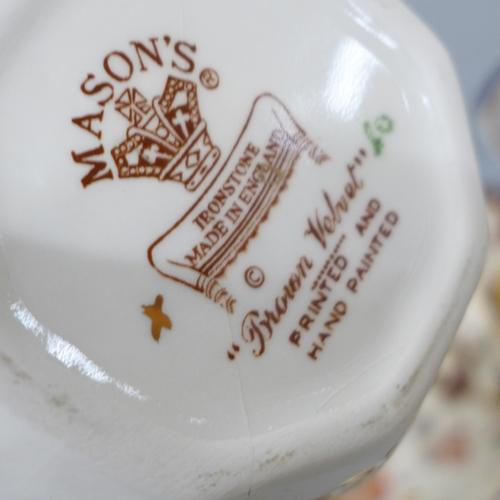 MASON'S®
IRONSTONE
MADE IN ENGLAND
©
"Brown Velvet"
PRINTED AND
HAND PAINTED